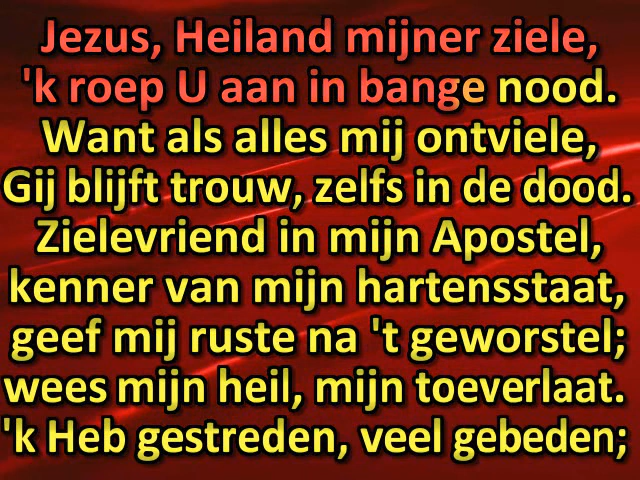 Jezus, Heiland mijner ziele,
'k roep U aan in bange nood.
Want als alles mij ontviele,
Gij blijft trouw, zelfs in de dood.
Zielevriend in mijn Apostel,
kenner van mijn hartensstaat,
geef mij ruste na 't geworstel;
wees mijn heil, mijn toeverlaat.
'k Heb gestreden, veel gebeden;